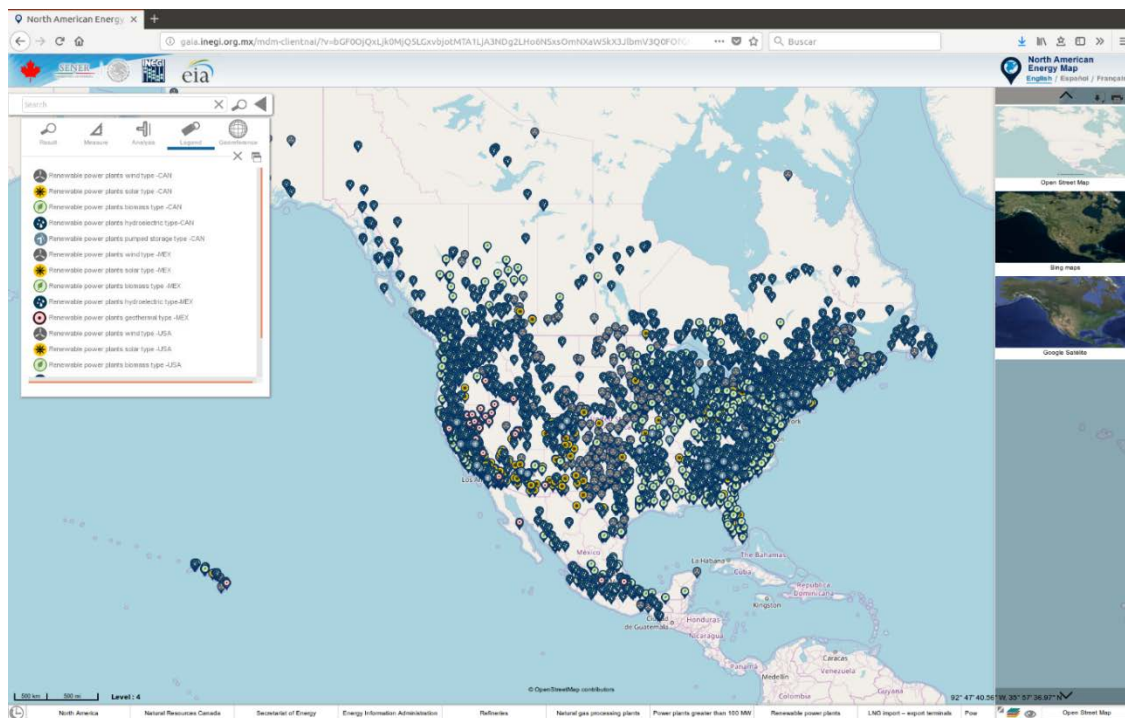 North American Energy
gaia.inegi.org.mx/mdm-clientnal/?v=
Buscar
SENER
INEGI
eia
North American
Energy Map
English / Español / Français
Search
Result
Measure
Analysis
Legend
Georeference
Renewable power plants wind type -CAN
Renewable power plants solar type -CAN
Renewable power plants biomass type -CAN
Renewable power plants hydroelectric type-CAN
Renewable power plants pumped storage type -CAN
Renewable power plants wind type -MEX
Renewable power plants solar type -MEX
Renewable power plants biomass type -MEX
Renewable power plants hydroelectric type-MEX
Renewable power plants geothermal type -MEX
Renewable power plants wind type -USA
Renewable power plants solar type -USA
Renewable power plants biomass type -USA
Open Street Map
Bing maps
Google Satélite
Los
México
La Habana
The Bahamas
Cuba
República
Dominicana
Kingston
Ciudad
de Guatemala
Honduras
Nicaragua
Panamá
Caracas
Venezuela
Medellín
Colombia
Guyana
500 km
500 mi
Level : 4
© OpenStreetMap contributors
92° 47' 40.56" W, 35° 57' 36.97" N
North America
Natural Resources Canada
Secretariat of Energy
Energy Information Administration
Refineries
Natural gas processing plants
Power plants greater than 100 MW
Renewable power plants
LNG import – export terminals
Pow
Open Street Map